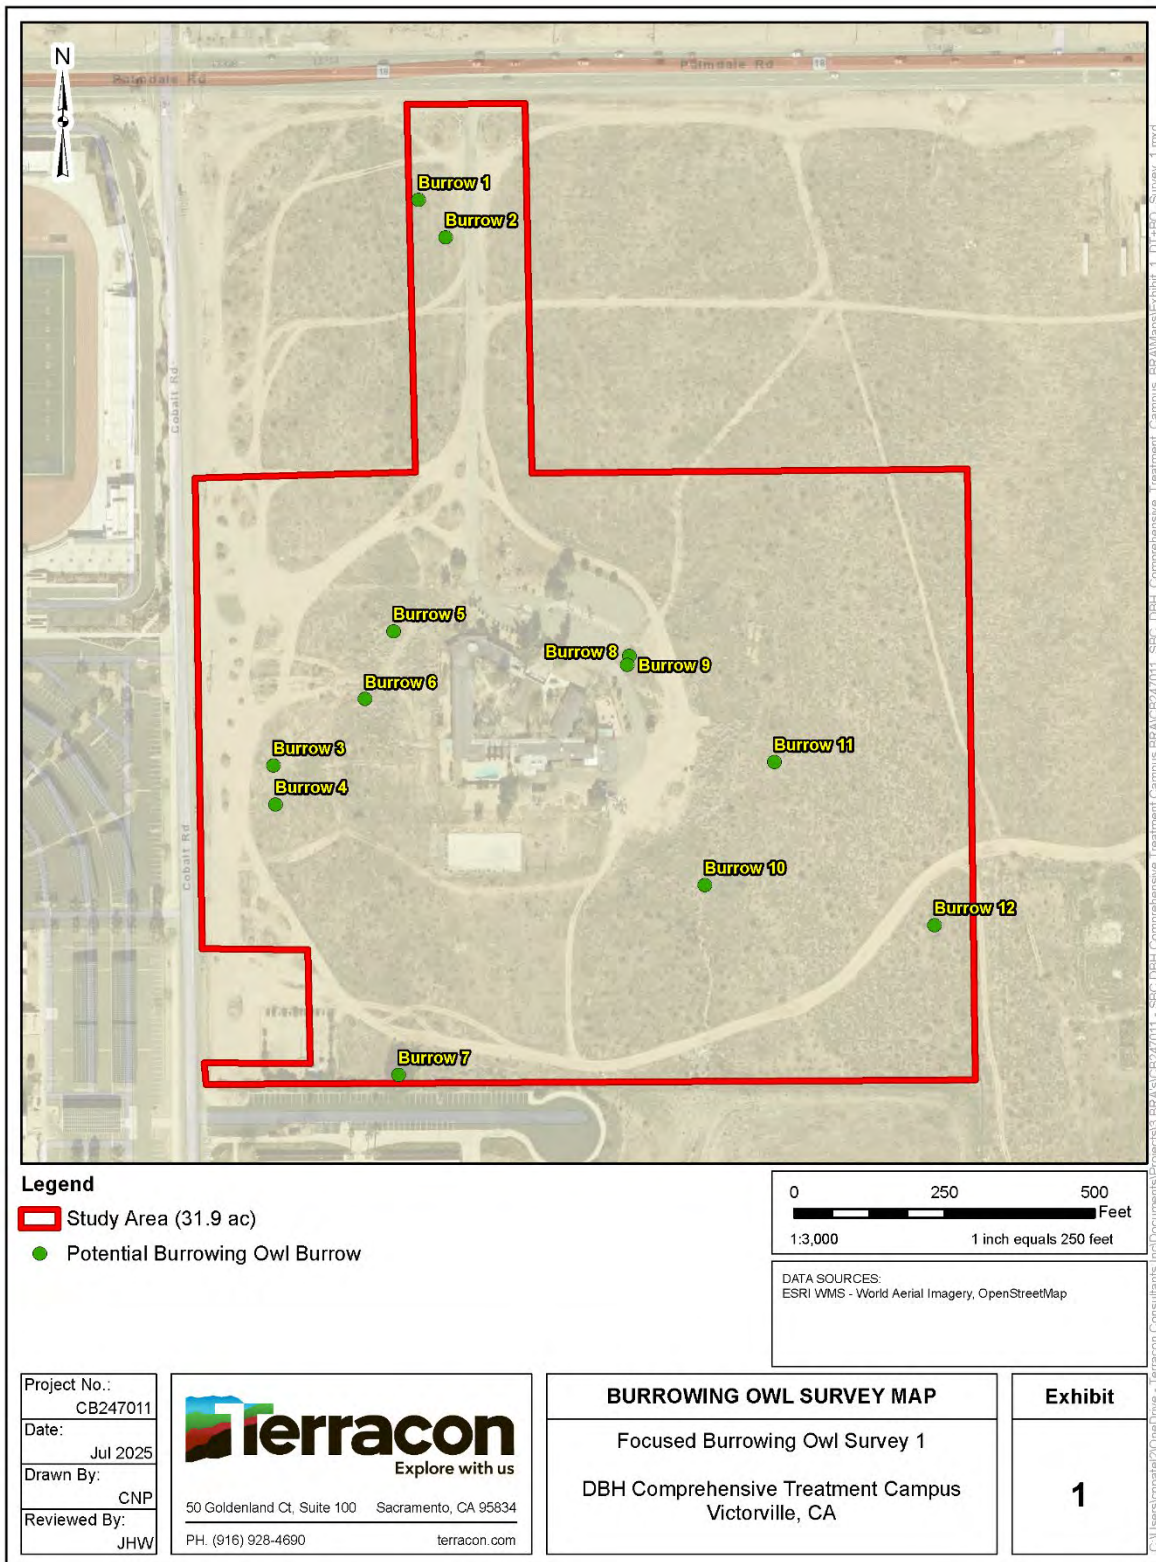 N
Palmdale Rd
18
Palmdale Rd
18
Burrow 1
Burrow 2
Cobalt Rd
Burrow 5
Burrow 8
Burrow 9
Burrow 6
Burrow 3
Burrow 11
Burrow 4
Cobalt Rd
Burrow 10
Burrow 12
Burrow 7
Legend
Study Area (31.9 ac)
Potential Burrowing Owl Burrow
0 250 500
Feet
1:3,000 1 inch equals 250 feet
DATA SOURCES:
ESRI WMS - World Aerial Imagery, OpenStreetMap
Project No.:
CB247011
Date:
Jul 2025
Drawn By:
CNP
Reviewed By:
JHW
Terracon
Explore with us
50 Goldenland Ct, Suite 100 Sacramento, CA 95834
PH. (916) 928-4690 terracon.com
BURROWING OWL SURVEY MAP
Focused Burrowing Owl Survey 1
DBH Comprehensive Treatment Campus
Victorville, CA
Exhibit
1